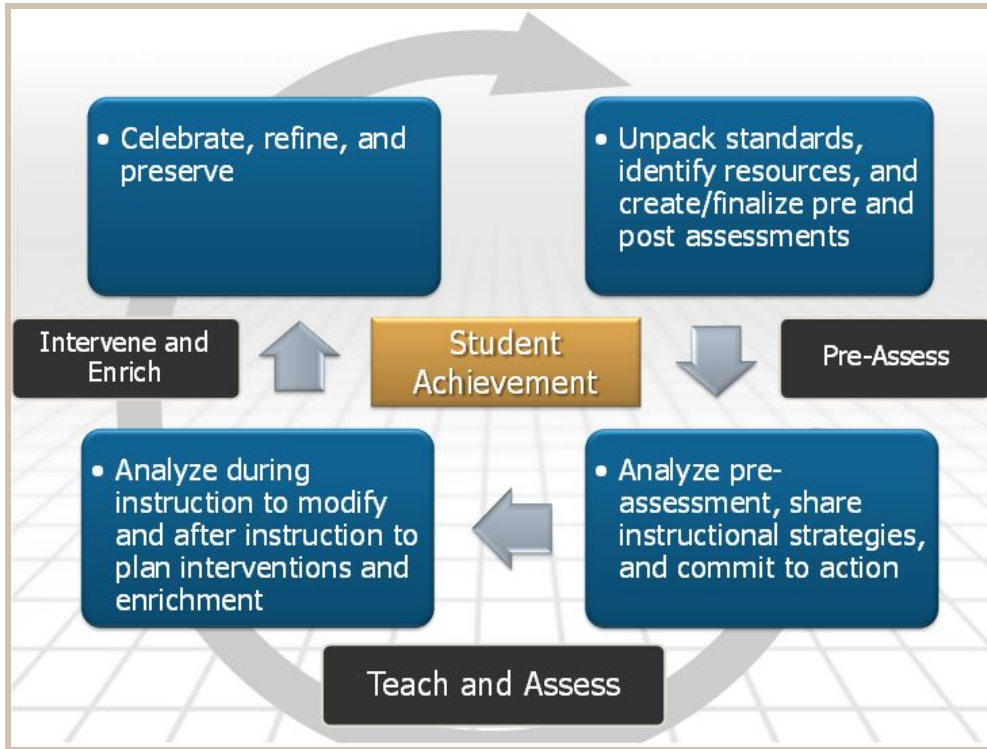 • Celebrate, refine, and
preserve
• Unpack standards,
identify resources, and
create/finalize pre and
post assessments
Intervene and
Enrich
Student
Achievement
Pre-Assess
• Analyze during
instruction to modify
and after instruction to
plan interventions and
enrichment
• Analyze pre-
assessment, share
instructional strategies,
and commit to action
Teach and Assess